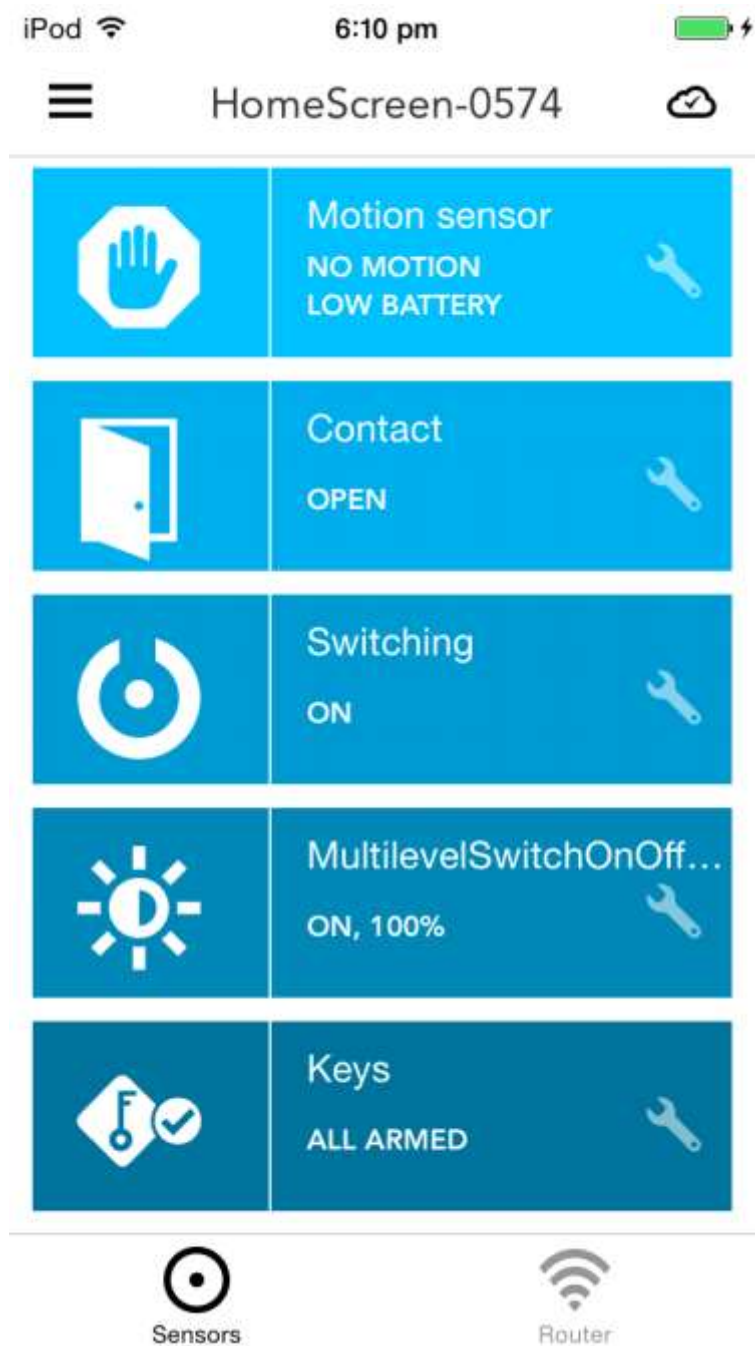 iPod 6:10 pm
HomeScreen-0574
Motion sensor
NO MOTION
LOW BATTERY
Contact
OPEN
Switching
ON
MultilevelSwitchOnOff...
ON, 100%
Keys
ALL ARMED
Sensors Router